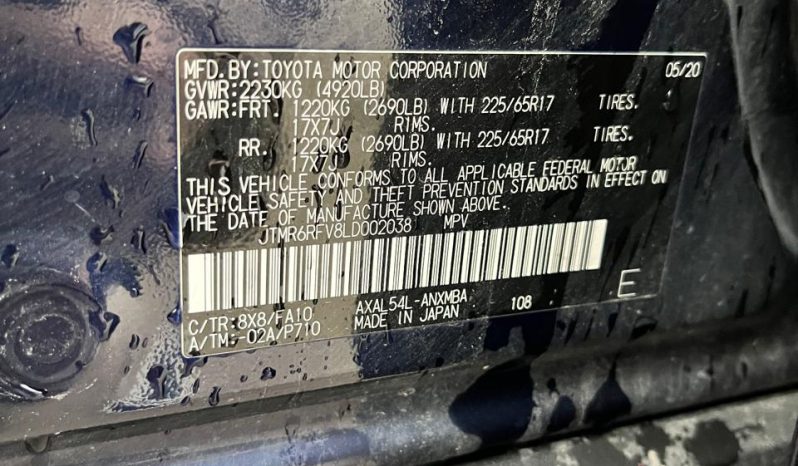 MFD.BY:TOYOTA MOTOR CORPORATION 05/20
GVWR:2230KG (4920LB)
GAWR:FRT. 1220KG (2690LB) WITH 225/65R17 TIRES.
17X7J RIMS.
RR. 1220KG (2690LB) WITH 225/65R17 TIRES.
17X7J RIMS.
THIS VEHICLE CONFORMS TO ALL APPLICABLE FEDERAL MOTOR
VEHICLE SAFETY AND THEFT PREVENTION STANDARDS IN EFFECT ON
THE DATE OF MANUFACTURE SHOWN ABOVE.
JTMR6RFV8LD002038 MPV
C/TR:8X8/FA10 AXAL54L-ANXMBA 108 E
A/TM:-02A/P710 MADE IN JAPAN